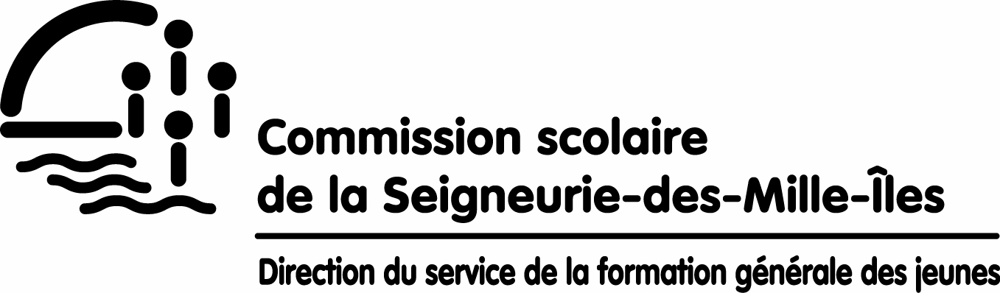 Commission scolaire
de la Seigneurie-des-Mille-Îles
Direction du service de la formation générale des jeunes